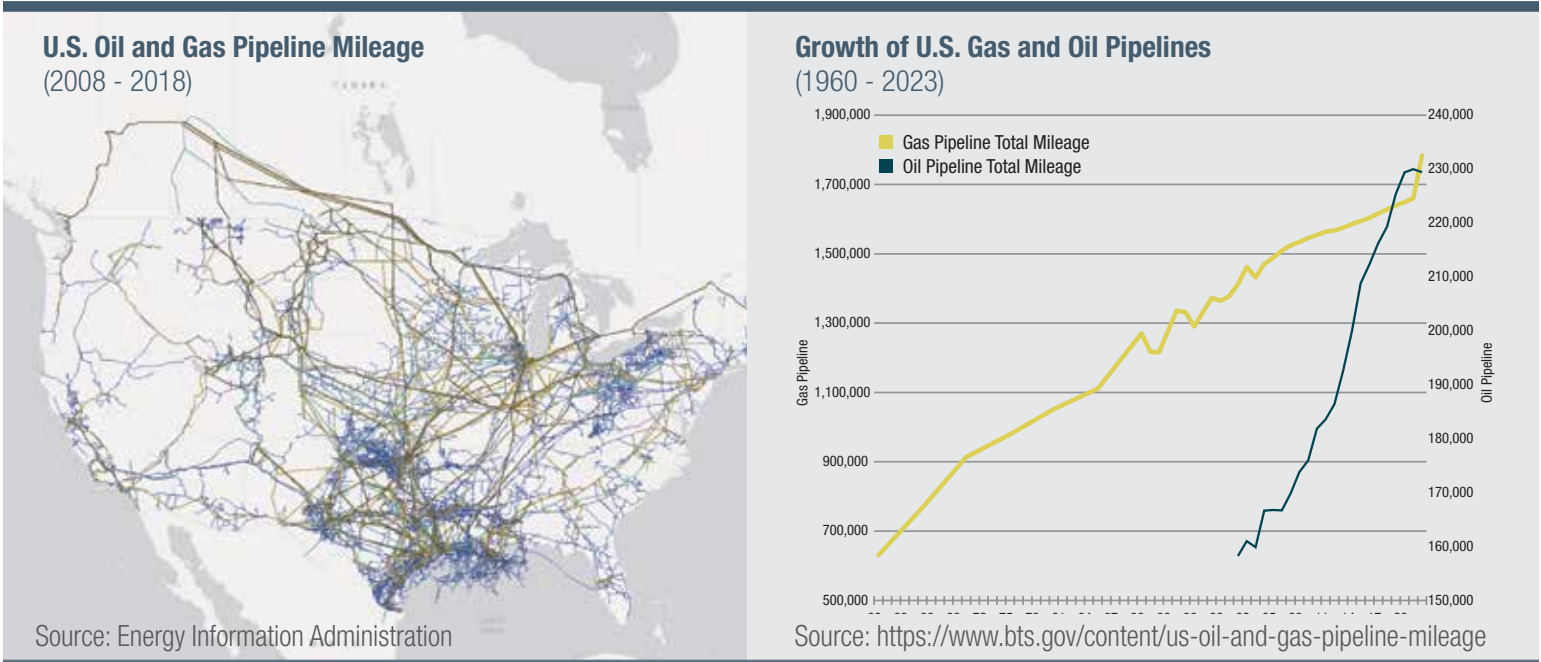 U.S. Oil and Gas Pipeline Mileage
(2008 - 2018)
CANADA
Source: Energy Information Administration
Growth of U.S. Gas and Oil Pipelines
(1960 - 2023)
1,900,000
1,700,000
1,500,000
1,300,000
1,100,000
900,000
700,000
500,000
Gas Pipeline
Gas Pipeline Total Mileage
Oil Pipeline Total Mileage
240,000
230,000
220,000
210,000
200,000
190,000
180,000
170,000
160,000
150,000
Oil Pipeline
Source: https://www.bts.gov/content/us-oil-and-gas-pipeline-mileage